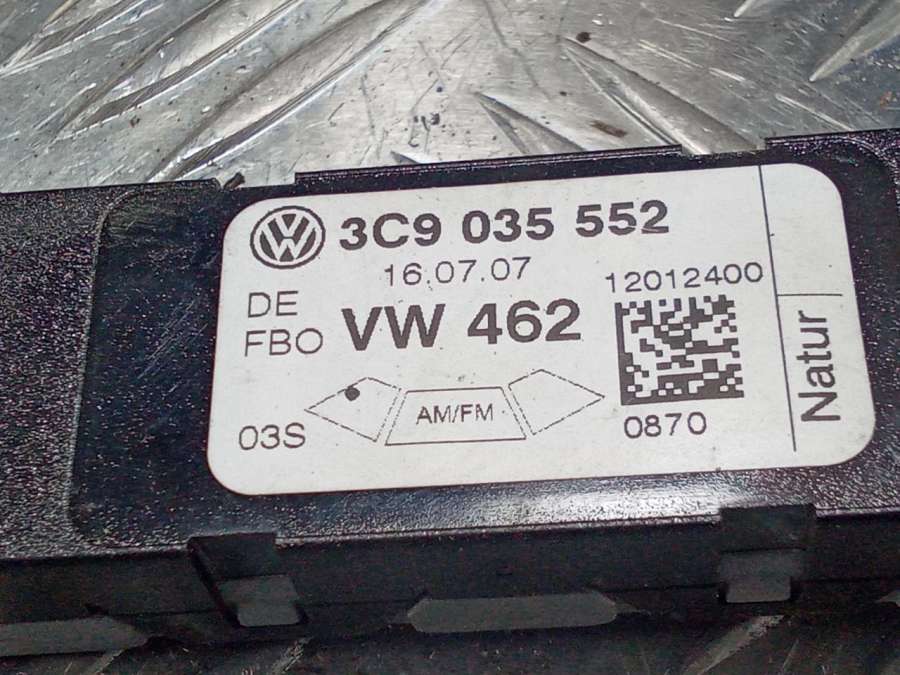 3C9 035 552
16.07.07
DE
FBO
VW 462
12012400
0870
AM/FM
03S
Natur